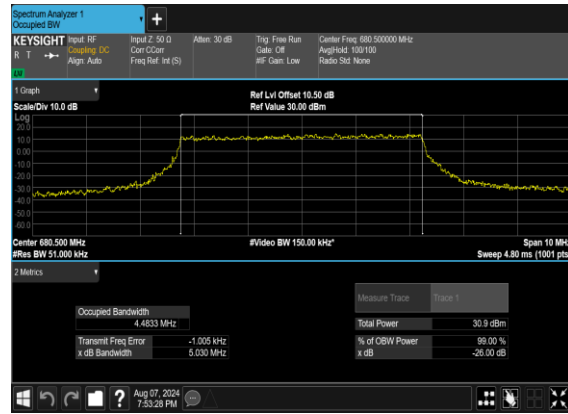 Spectrum Analyzer 1
Occupied BW
+
KEYSIGHT Input: RF Input Z: 50 Ω Atten: 30 dB Trig: Free Run Center Freq: 680.500000 MHz
R T Coupling: DC Corr CCorr Gate: Off Avg|Hold: 100/100
Align: Auto Freq Ref: Int (S) #IF Gain: Low Radio Std: None
1 Graph
Ref Lvl Offset 10.50 dB
Scale/Div 10.0 dB Ref Value 30.00 dBm
Log
20.0
10.0
0.00
-10.0
-20.0
-30.0
-40.0
-50.0
-60.0
Center 680.500 MHz #Video BW 150.00 kHz* Span 10 MHz
#Res BW 51.000 kHz Sweep 4.80 ms (1001 pts
2 Metrics
Measure Trace Trace 1
Occupied Bandwidth
4.4833 MHz Total Power 30.9 dBm
Transmit Freq Error -1.005 kHz % of OBW Power 99.00 %
x dB Bandwidth 5.030 MHz x dB -26.00 dB
? Aug 07, 2024
7:53:28 PM